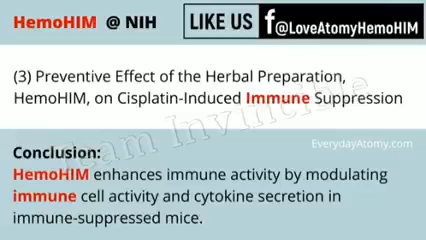 HemoHIM @ NIH
LIKE US
f@LoveAtomyHemoHIM
(3) Preventive Effect of the Herbal Preparation,
HemoHIM, on Cisplatin-Induced Immune Suppression
Team Invincible
EverydayAtomy.com
Conclusion:
HemoHIM enhances immune activity by modulating
immune cell activity and cytokine secretion in
immune-suppressed mice.